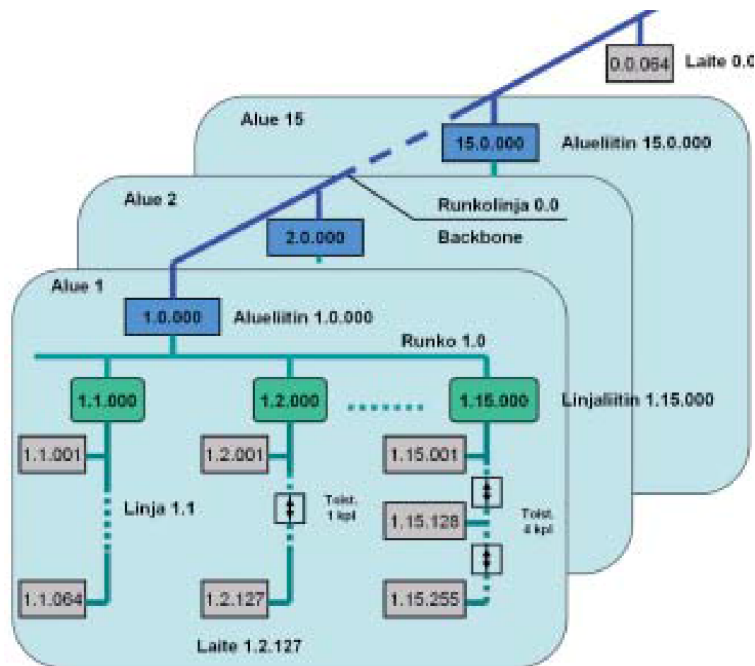 0.0.064
Laite 0.0
Alue 15
15.0.000
Alueliitin 15.0.000
Alue 2
Runkolinja 0.0
2.0.000
Backbone
Alue 1
1.0.000
Alueliitin 1.0.000
Runko 1.0
1.1.000
1.2.000
1.15.000
Linjaliitin 1.15.000
1.1.001
1.2.001
1.15.001
Linja 1.1
Toist.
1 kpl
1.15.128
Toist.
4 kpl
1.1.064
1.2.127
1.15.255
Laite 1.2.127